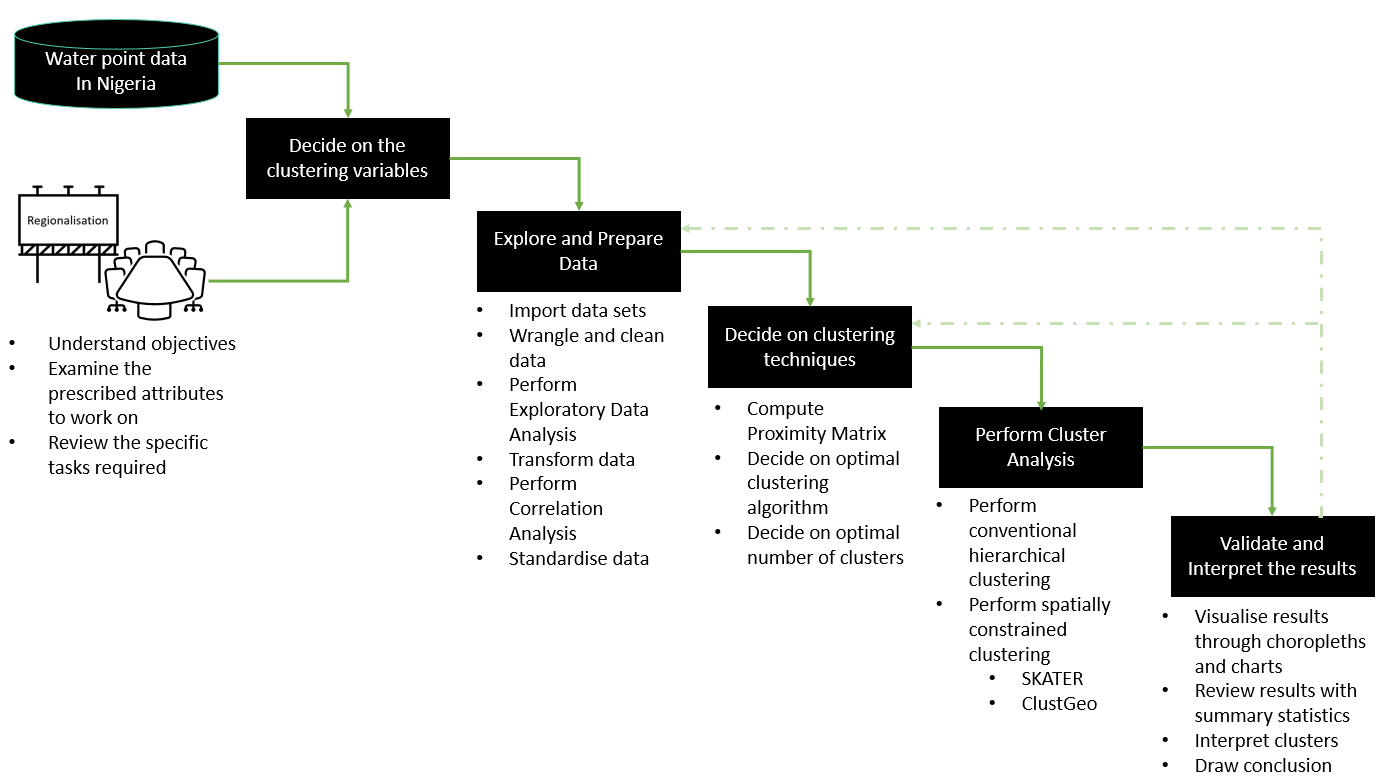 Water point data
In Nigeria
Decide on the
clustering variables
Regionalisation
• Understand objectives
• Examine the
prescribed attributes
to work on
• Review the specific
tasks required
Explore and Prepare
Data
• Import data sets
• Wrangle and clean
data
• Perform
Exploratory Data
Analysis
• Transform data
• Perform
Correlation
Analysis
• Standardise data
Decide on clustering
techniques
• Compute
Proximity Matrix
• Decide on optimal
clustering
algorithm
• Decide on optimal
number of clusters
Perform Cluster
Analysis
• Perform
conventional
hierarchical
clustering
• Perform spatially
constrained
clustering
• SKATER
• ClustGeo
Validate and
Interpret the results
• Visualise results
through choropleths
and charts
• Review results with
summary statistics
• Interpret clusters
• Draw conclusion